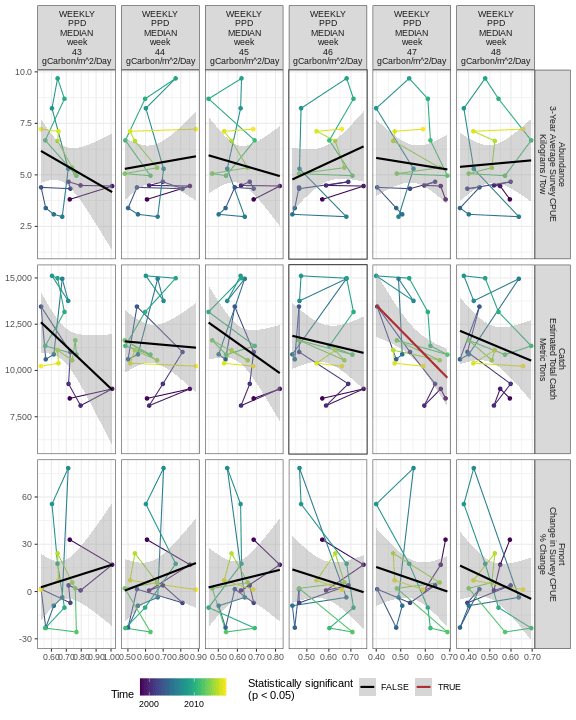 WEEKLY
PPD
MEDIAN
week
43
gCarbon/m^2/Day
WEEKLY
PPD
MEDIAN
week
44
gCarbon/m^2/Day
WEEKLY
PPD
MEDIAN
week
45
gCarbon/m^2/Day
WEEKLY
PPD
MEDIAN
week
46
gCarbon/m^2/Day
WEEKLY
PPD
MEDIAN
week
47
gCarbon/m^2/Day
WEEKLY
PPD
MEDIAN
week
48
gCarbon/m^2/Day
10.0
7.5
5.0
2.5
Abundance
3-Year Average Survey CPUE
Kilograms / Tow
15,000
12,500
10,000
7,500
Catch
Estimated Total Catch
Metric Tons
60
30
0
-30
Fmort
Change in Survey CPUE
% Change
0.60 0.70 0.80 0.90 1.00
0.50 0.60 0.70 0.80 0.90
0.50 0.60 0.70 0.80
0.50 0.60 0.70
0.40 0.50 0.60 0.70
0.40 0.50 0.60 0.70
Time
2000 2010
Statistically significant
(p < 0.05)
FALSE
TRUE